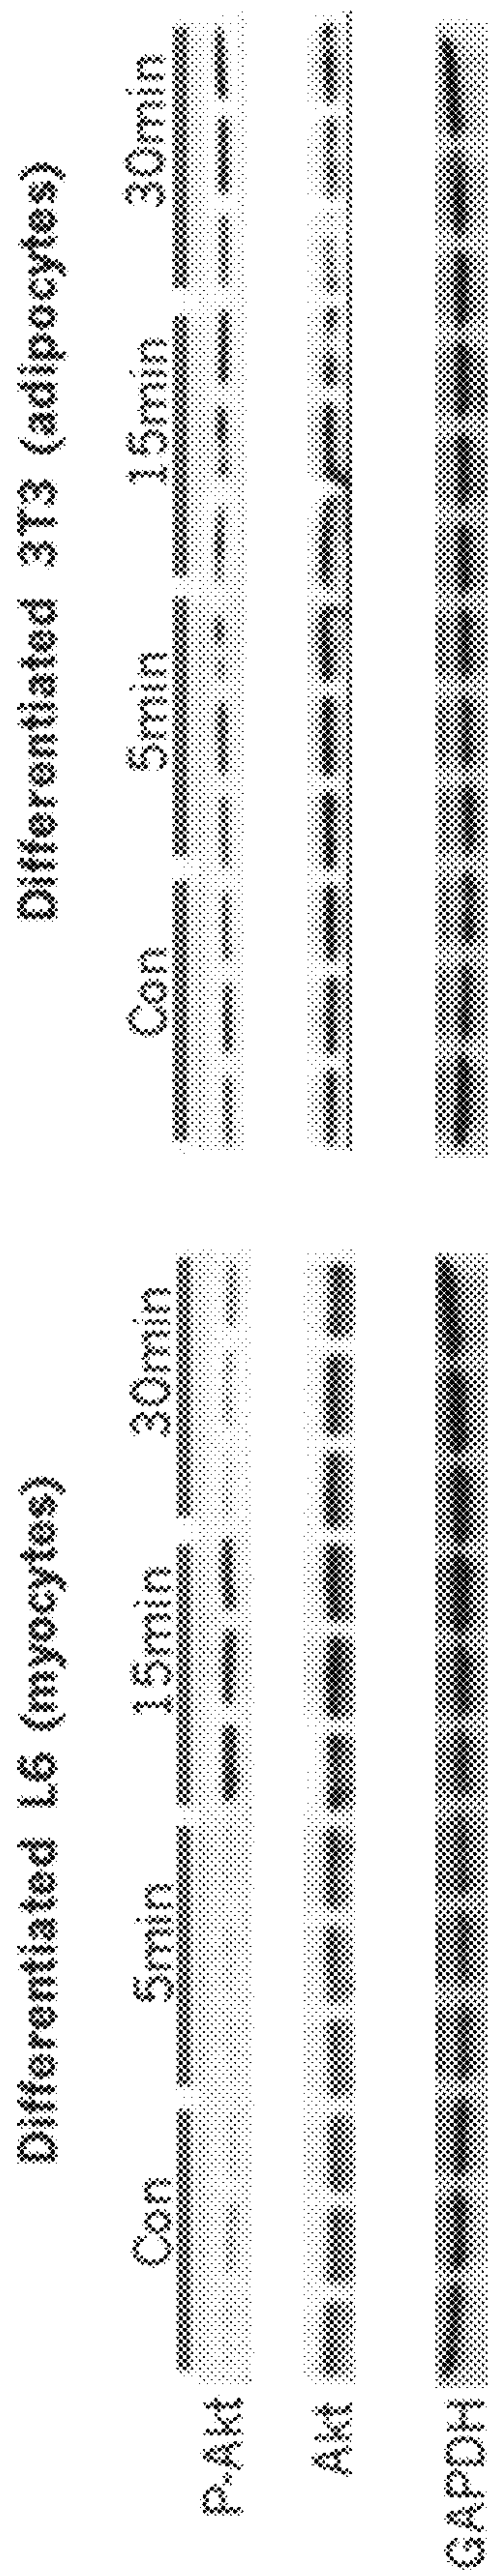 Differentiated L6 (myocytes)
Differentiated 3T3 (adipocytes)
Con 5min 15min 30min
Con 5min 15min 30min
P-Akt
Akt
GAPDH